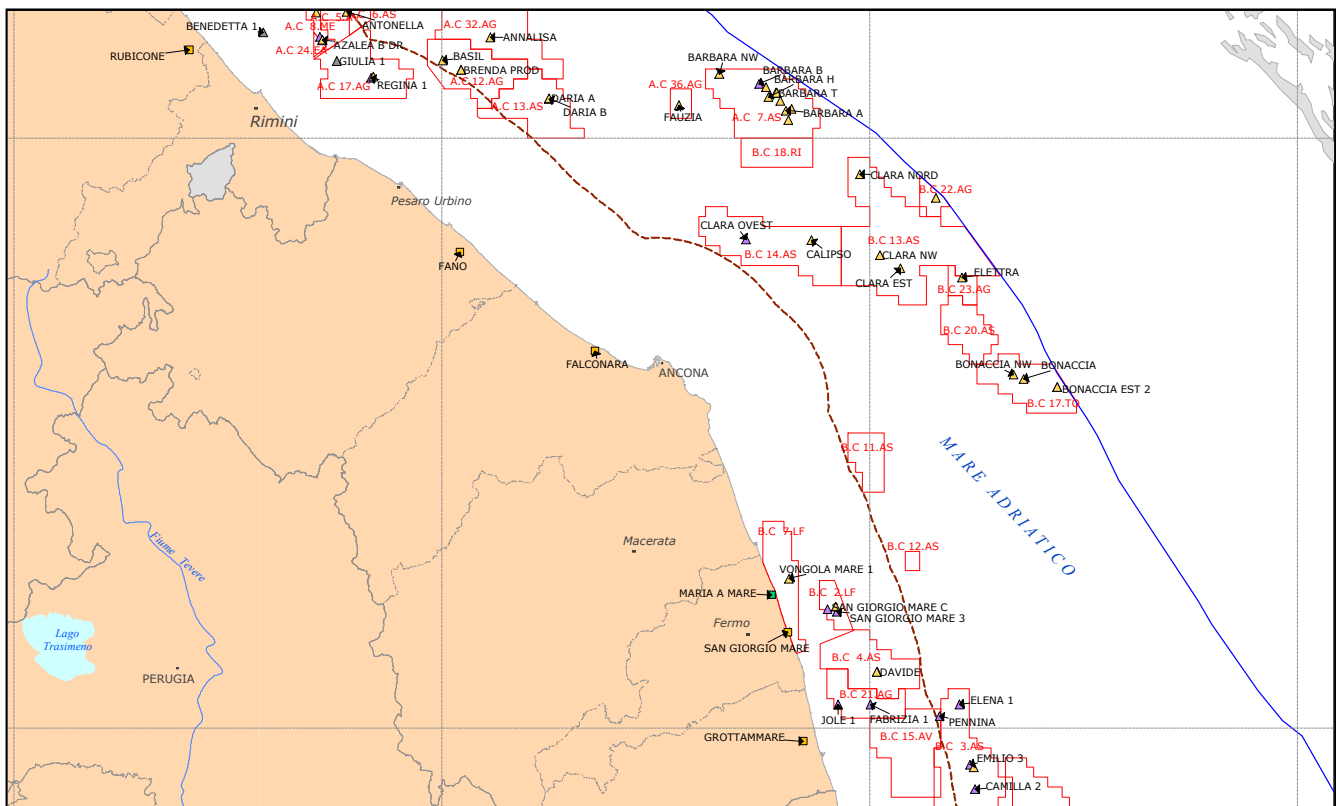 BENEDETTA 1
A.C 6.AS
ANTONELLA
A.C 8.ME
A.C 32.AG
RUBICONE
A.C 24.EA
AZALEA B DR
ANNALISA
GIULIA 1
BASIL
BARBARA NW
BARBARA B
A.C 17.AG
REGINA 1
BRENDA PROD
A.C 12.AG
BARBARA H
A.C 36.AG
BARBARA T
DARIA A
A.C 13.AS
DARIA B
FAUZIA
A.C 7.AS
BARBARA A
Rimini
B.C 18.RI
CLARA NORD
B.C 22.AG
Pesaro Urbino
CLARA OVEST
B.C 13.AS
B.C 14.AS
CALIPSO
CLARA NW
FANO
CLARA EST
ELETTRA
B.C 23.AG
B.C 20.AS
FALCONARA
ANCONA
BONACCIA NW
BONACCIA
BONACCIA EST 2
B.C 17.TO
MARE ADRIATICO
B.C 11.AS
B.C 7.LF
Macerata
B.C 12.AS
Fiume Tevere
VONGOLA MARE 1
MARIA A MARE
B.C 2.LF
SAN GIORGIO MARE C
SAN GIORGIO MARE 3
Fermo
SAN GIORGIO MARE
Lago
Trasimeno
B.C 4.AS
DAVIDE
PERUGIA
B.C 21.AG
ELENA 1
JOLE 1
FABRIZIA 1
PENNINA
GROTTAMMARE
B.C 15.AV
B.C 3.AS
EMILIO 3
CAMILLA 2